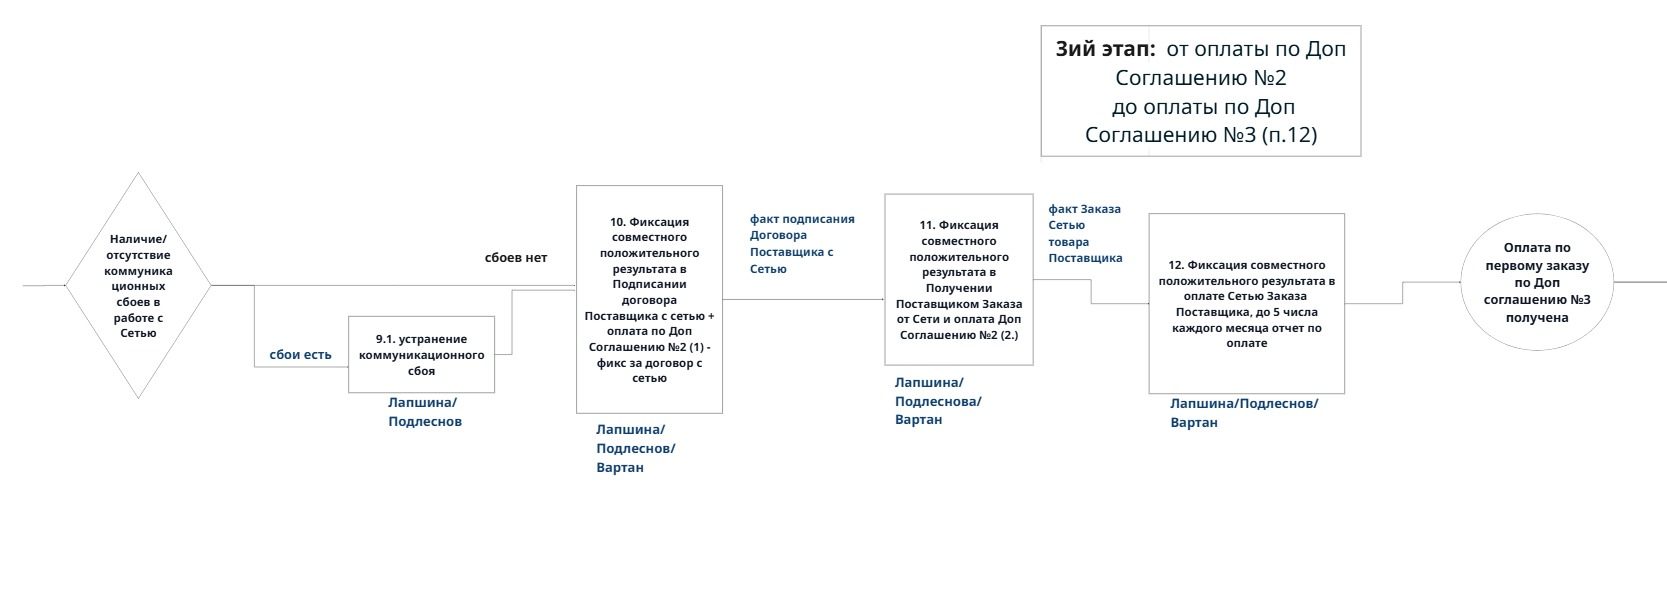 3ий этап: от оплаты по Доп
Соглашению №2
до оплаты по Доп
Соглашению №3 (п.12)
Наличие/
отсутствие
коммуника
ционных
сбоев в
работе с
Сетью
сбоев нет
сбои есть
9.1. устранение
коммуникационного
сбоя
Лапшина/
Подлеснов
10. Фиксация
совместного
положительного
результата в
Подписании
договора
Поставщика с сетью +
оплата по Доп
Соглашению №2 (1) -
фикс за договор с
сетью
Лапшина/
Подлеснов/
Вартан
факт подписания
Договора
Поставщика с
Сетью
11. Фиксация
совместного
положительного
результата в
Получении
Поставщиком Заказа
от Сети и оплата Доп
Соглашению №2 (2.)
Лапшина/
Подлеснова/
Вартан
факт Заказа
Сетью
товара
Поставщика
12. Фиксация совместного
положительного результата в
оплате Сетью Заказа
Поставщика, до 5 числа
каждого месяца отчет по
оплате
Лапшина/Подлеснов/
Вартан
Оплата по
первому заказу
по Доп
соглашению №3
получена